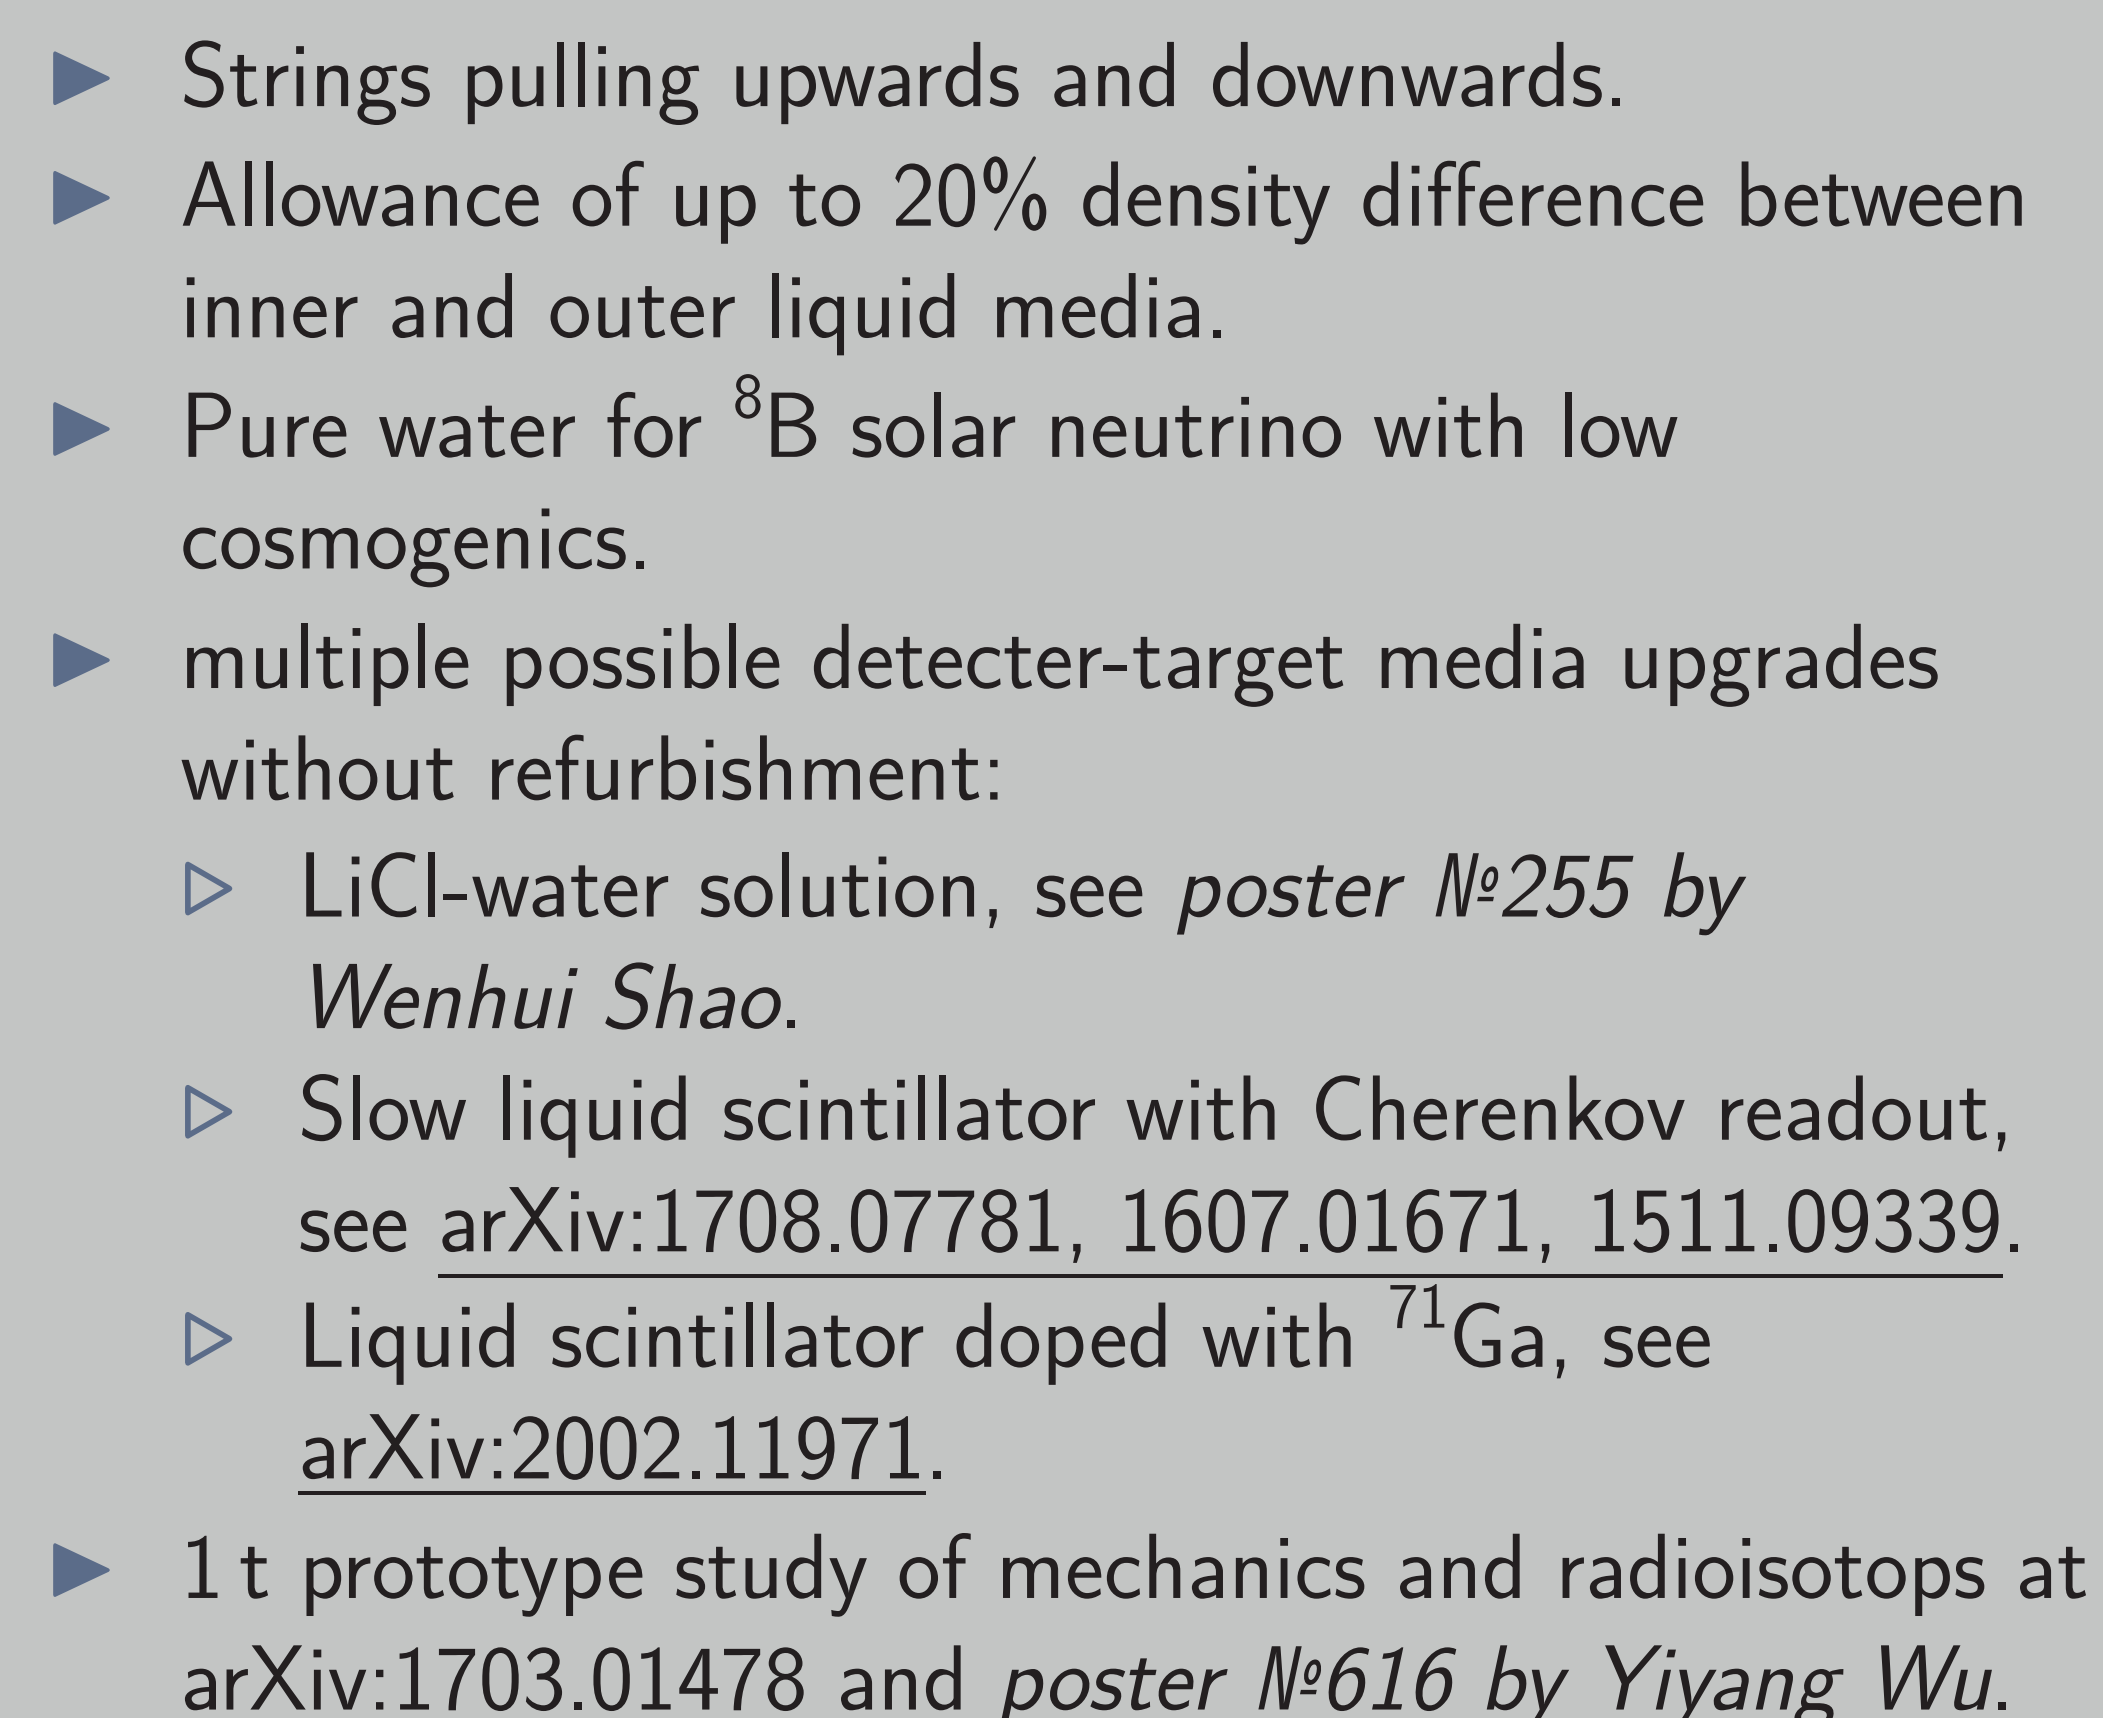 ▶ Strings pulling upwards and downwards.
▶ Allowance of up to 20% density difference between
inner and outer liquid media.
▶ Pure water for ⁸B solar neutrino with low
cosmogenics.
▶ multiple possible detecter-target media upgrades
without refurbishment:
▷ LiCl-water solution, see poster №255 by
Wenhui Shao.
▷ Slow liquid scintillator with Cherenkov readout,
see arXiv:1708.07781, 1607.01671, 1511.09339.
▷ Liquid scintillator doped with ⁷¹Ga, see
arXiv:2002.11971.
▶ 1 t prototype study of mechanics and radioisotops at
arXiv:1703.01478 and poster №616 by Yiyang Wu.